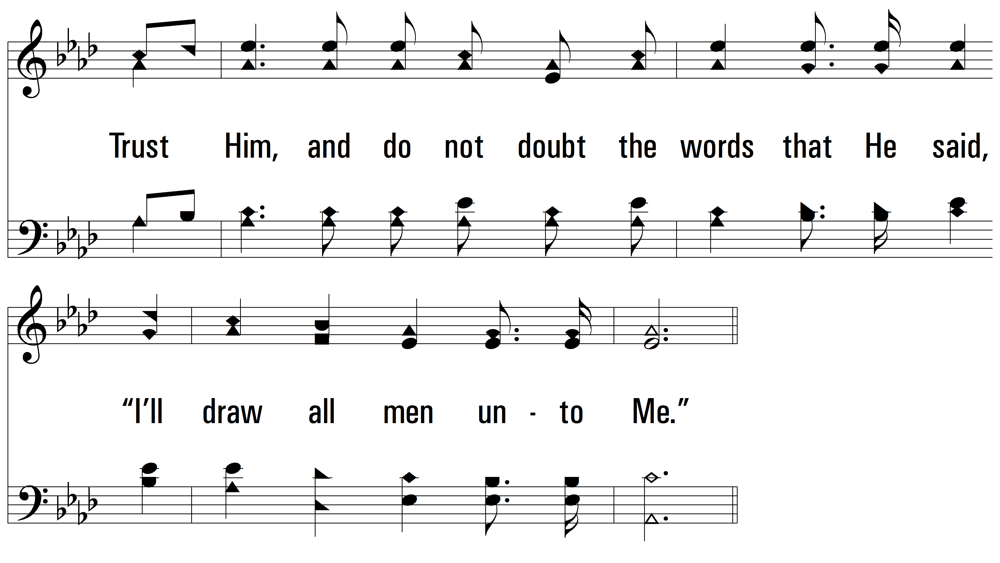 Trust Him, and do not doubt the words that He said,
“I’ll draw all men un - to Me.”